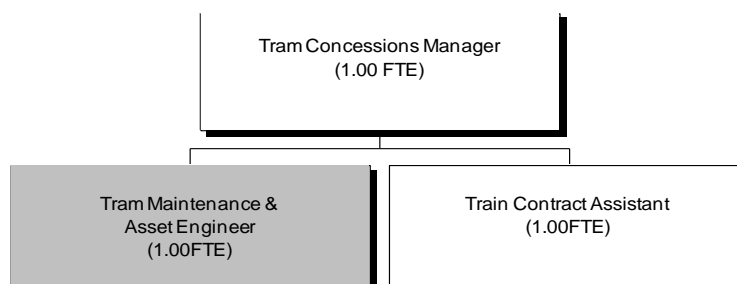 Tram Concessions Manager
(1.00 FTE)
Tram Maintenance &
Asset Engineer
(1.00FTE)
Train Contract Assistant
(1.00FTE)